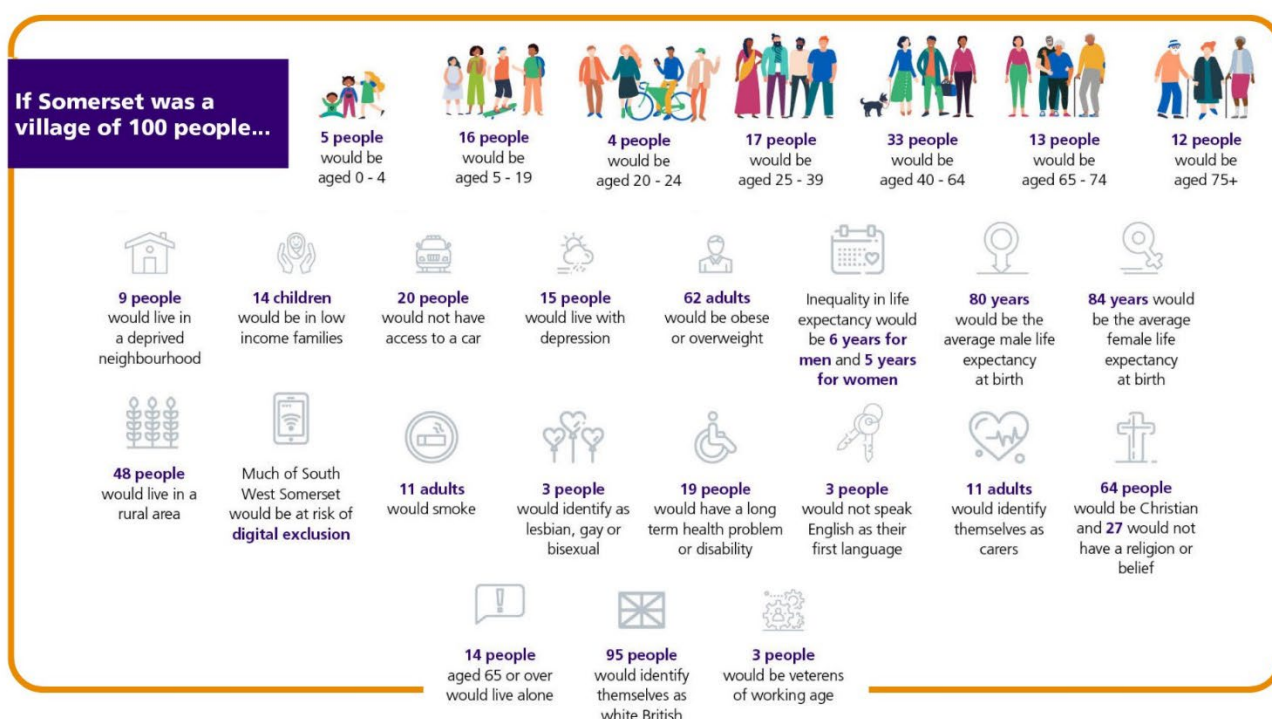 If Somerset was a
village of 100 people...
5 people
would be
aged 0 - 4
16 people
would be
aged 5 - 19
4 people
would be
aged 20 - 24
17 people
would be
aged 25 - 39
33 people
would be
aged 40 - 64
13 people
would be
aged 65 - 74
12 people
would be
aged 75+
9 people
would live in
a deprived
neighbourhood
14 children
would be in low
income families
20 people
would not have
access to a car
15 people
would live with
depression
62 adults
would be obese
or overweight
Inequality in life
expectancy would
be 6 years for
men and 5 years
for women
80 years
would be the
average male life
expectancy
at birth
84 years would
be the average
female life
expectancy
at birth
48 people
would live in a
rural area
Much of South
West Somerset
would be at risk of
digital exclusion
11 adults
would smoke
3 people
would identify as
lesbian, gay or
bisexual
19 people
would have a long
term health problem
or disability
3 people
would not speak
English as their
first language
11 adults
would identify
themselves as
carers
64 people
would be Christian
and 27 would not
have a religion or
belief
14 people
aged 65 or over
would live alone
95 people
would identify
themselves as
white British
3 people
would be veterens
of working age